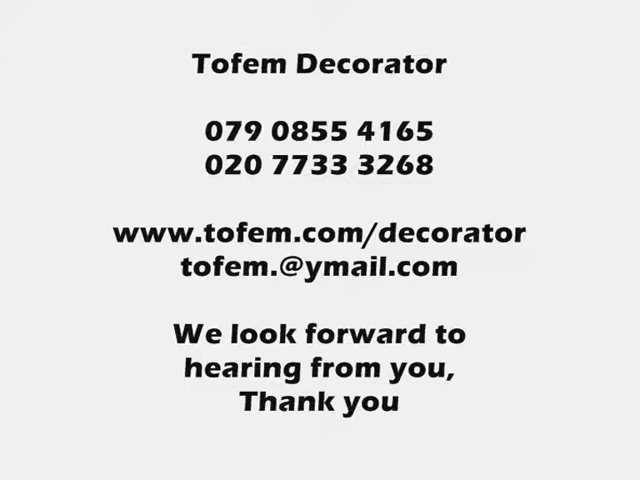 Tofem Decorator
079 0855 4165
020 7733 3268
www.tofem.com/decorator
tofem.@ymail.com
We look forward to
hearing from you,
Thank you